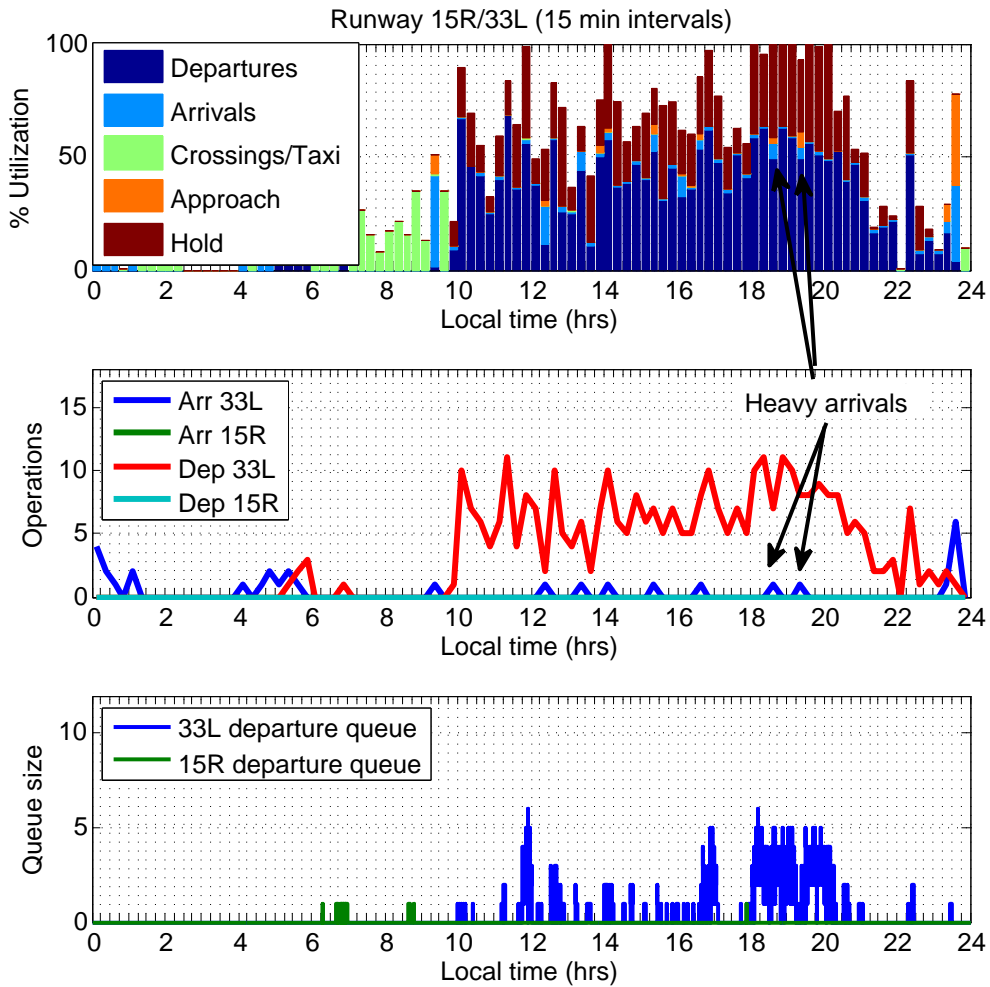 Runway 15R/33L (15 min intervals)
% Utilization
100
50
0
Departures
Arrivals
Crossings/Taxi
Approach
Hold
0 2 4 6 8 10 12 14 16 18 20 22 24
Local time (hrs)
Operations
15
10
5
0
Arr 33L
Arr 15R
Dep 33L
Dep 15R
Heavy arrivals
0 2 4 6 8 10 12 14 16 18 20 22 24
Local time (hrs)
Queue size
10
5
0
33L departure queue
15R departure queue
0 2 4 6 8 10 12 14 16 18 20 22 24
Local time (hrs)